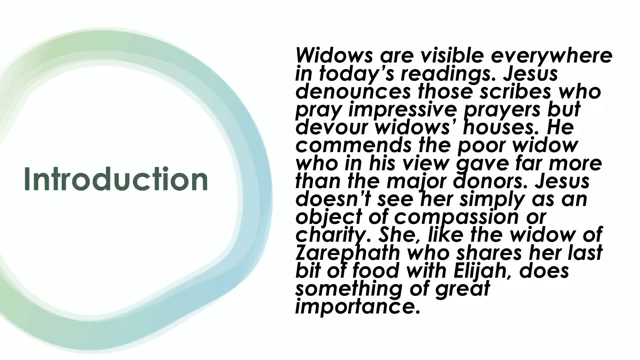 Introduction
Widows are visible everywhere
in today's readings. Jesus
denounces those scribes who
pray impressive prayers but
devour widows' houses. He
commends the poor widow
who in his view gave far more
than the major donors. Jesus
doesn't see her simply as an
object of compassion or
charity. She, like the widow of
Zarephath who shares her last
bit of food with Elijah, does
something of great
importance.